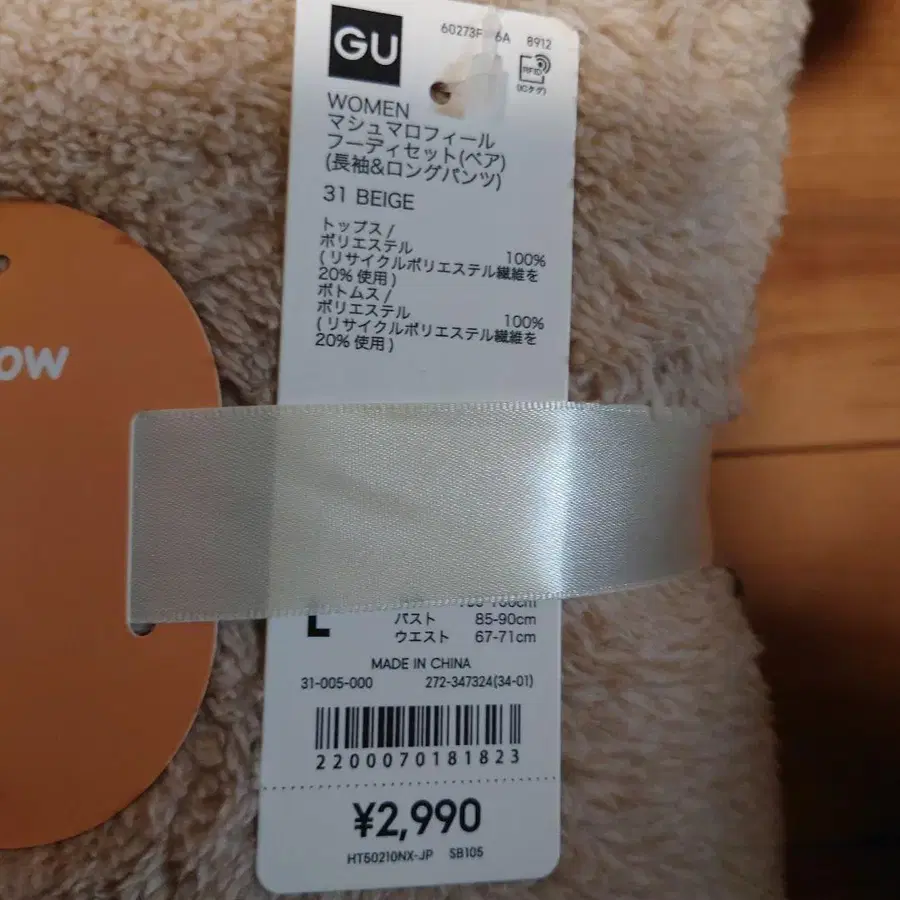 GU
8912
RFID
(ICタグ)
WOMEN
マシュマロフィール
フーディセット(ベア)
(長袖&ロングパンツ)
31 BEIGE
トップス/
ポリエステル 100%
(リサイクルポリエステル繊維を
20%使用)
ボトムス/
ポリエステル 100%
(リサイクルポリエステル繊維を
20%使用)
L
バスト 85-90cm
ウエスト 67-71cm
MADE IN CHINA
31-005-000 272-347324(34-01)
2200070181823
¥2,990
HT50210NX-JP SB105